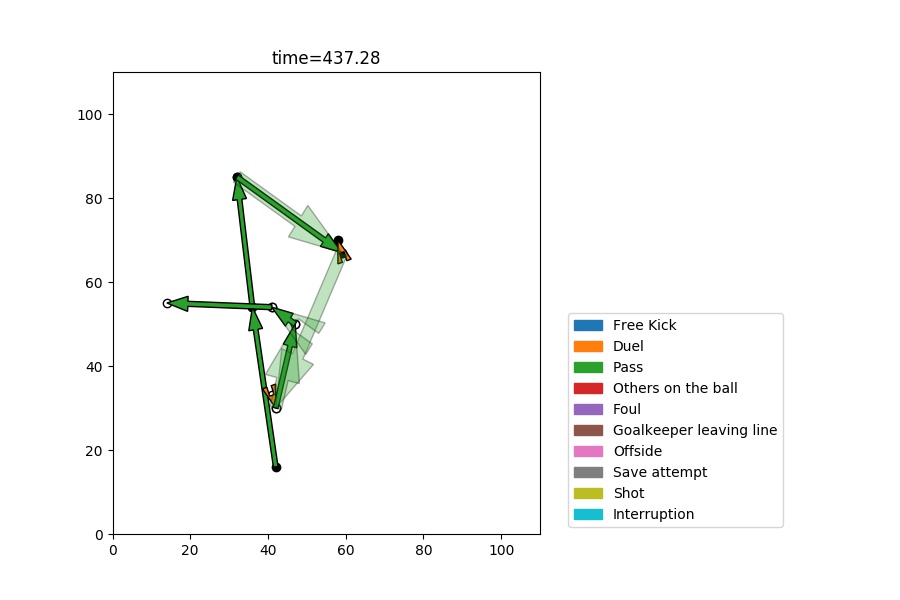 time=437.28
100
80
60
40
20
0
0 20 40 60 80 100
Free Kick
Duel
Pass
Others on the ball
Foul
Goalkeeper leaving line
Offside
Save attempt
Shot
Interruption